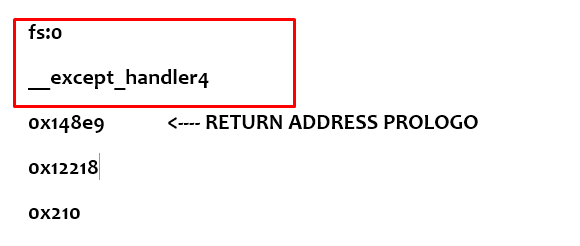 fs:0
__except_handler4
0x148e9 <---- RETURN ADDRESS PROLOGO
0x12218
0x210